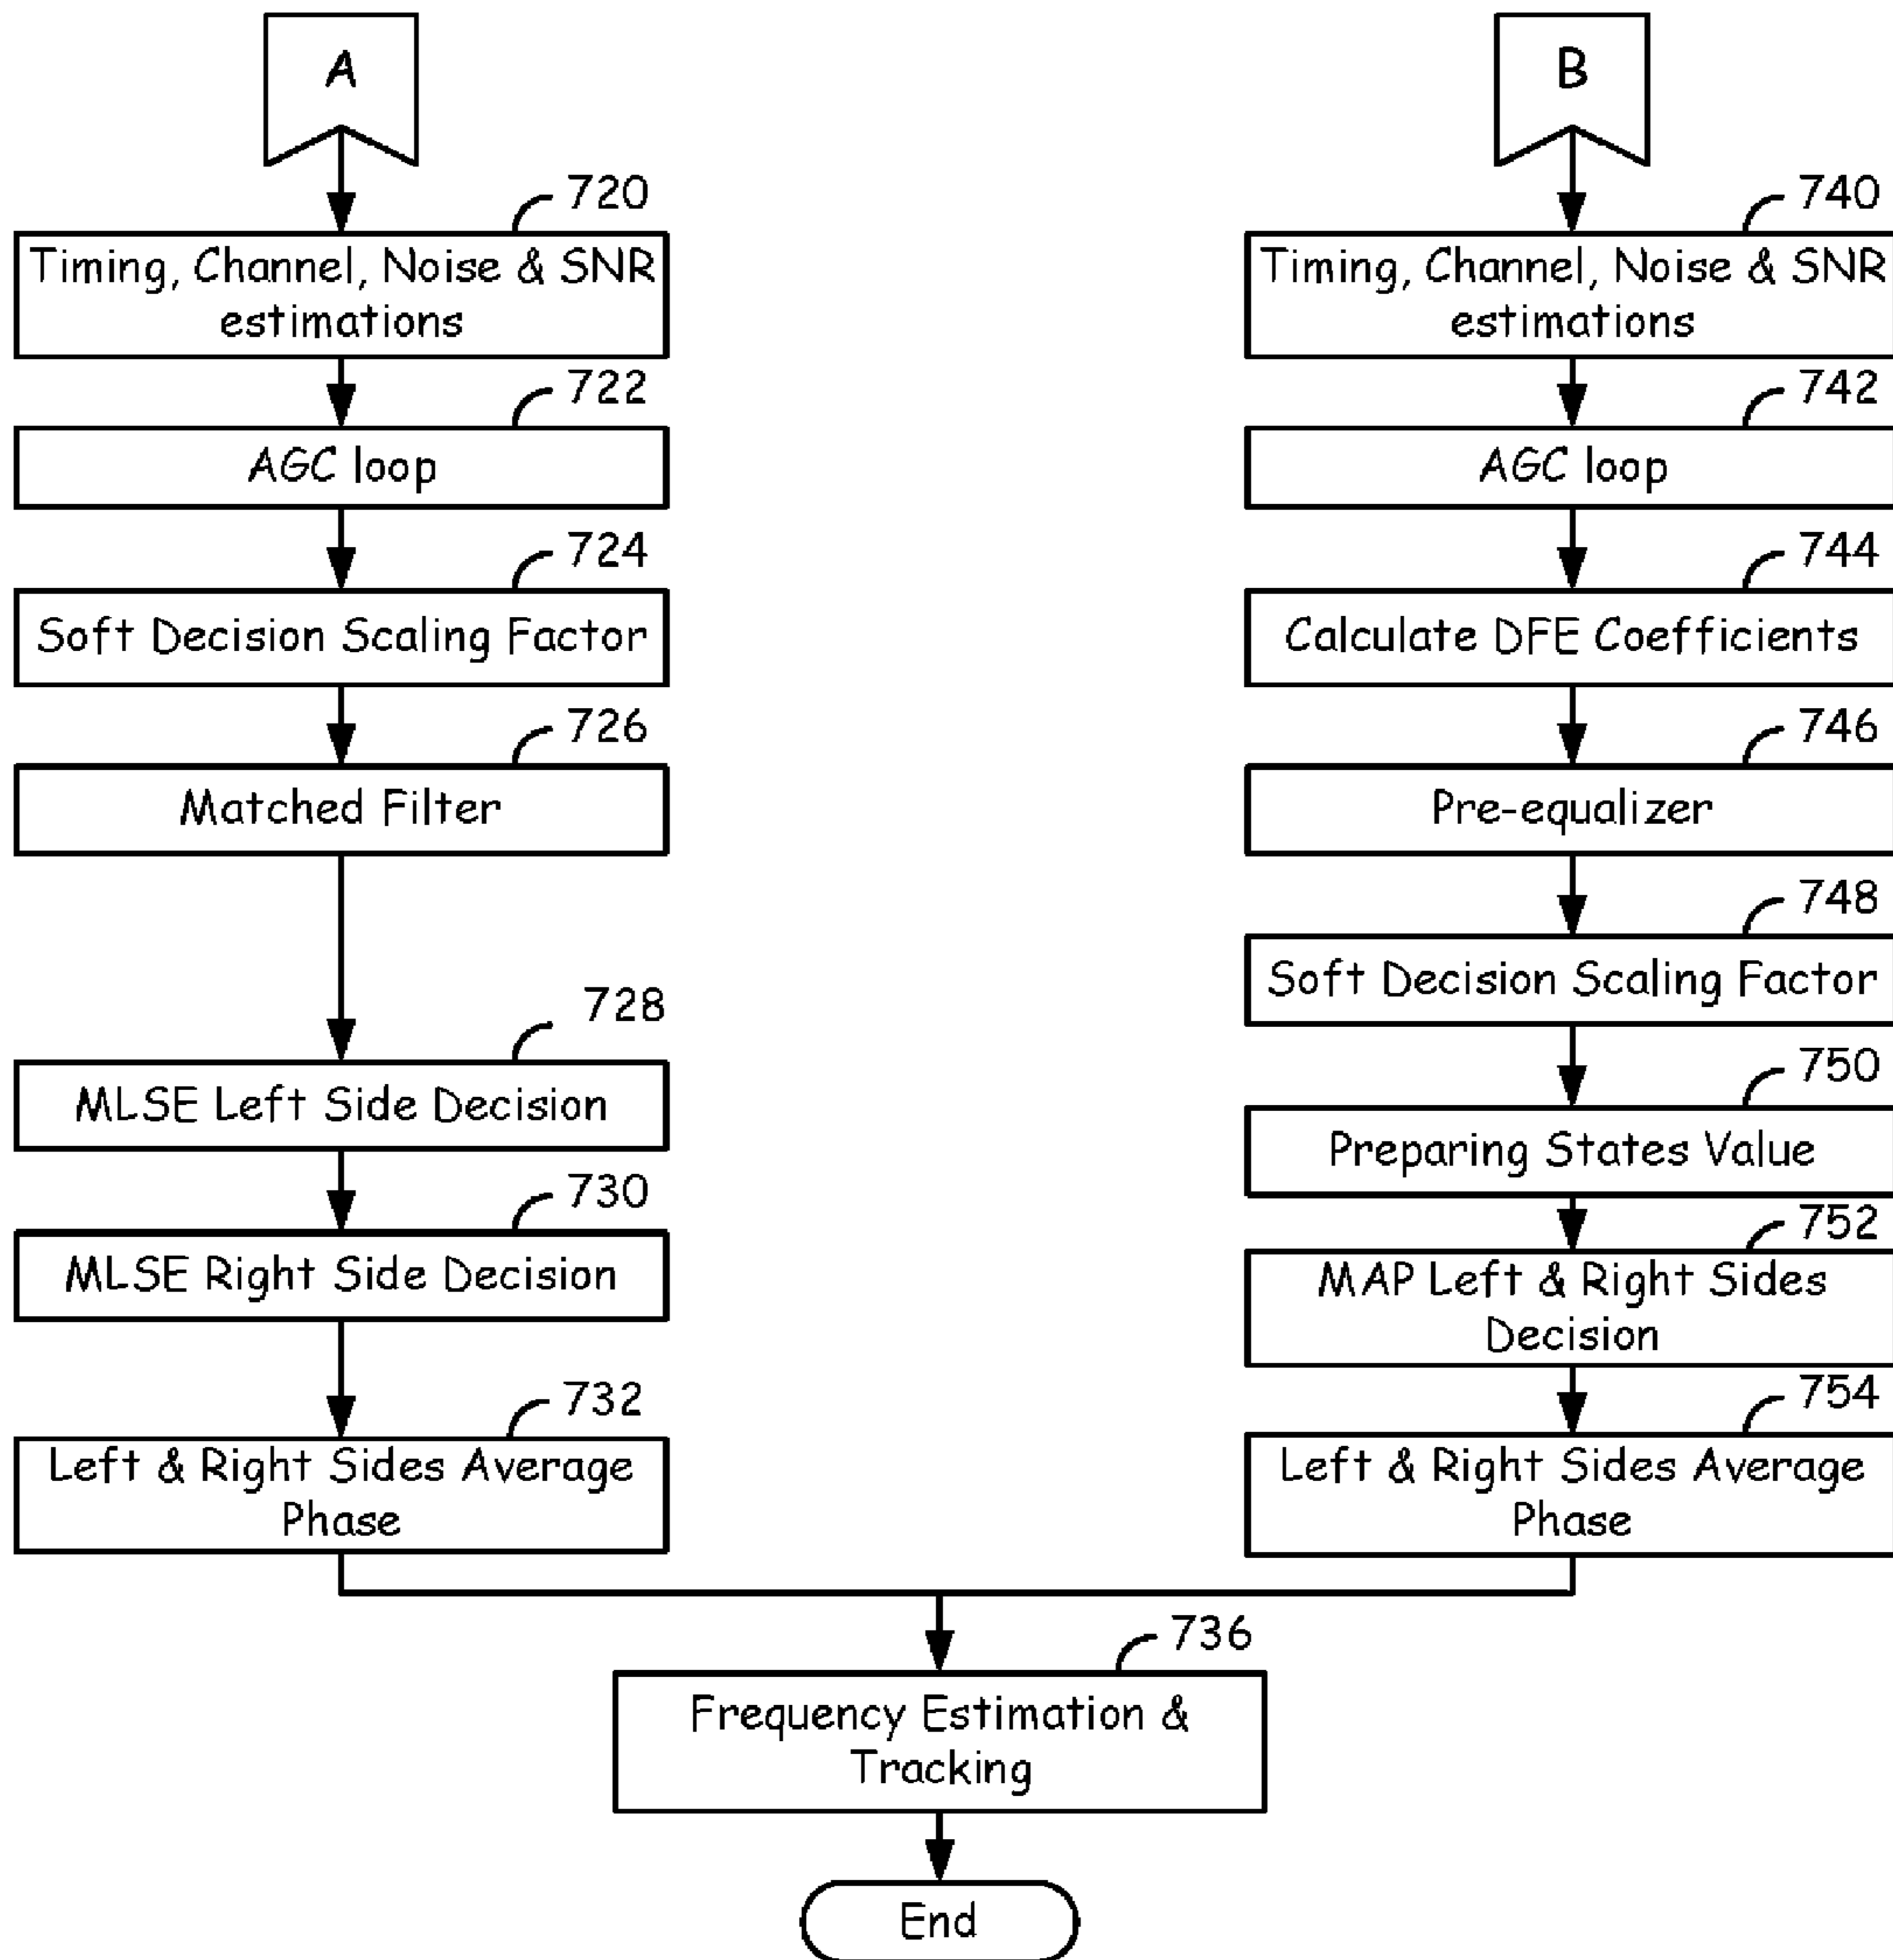 A
720
Timing, Channel, Noise & SNR
estimations
722
AGC loop
724
Soft Decision Scaling Factor
726
Matched Filter
728
MLSE Left Side Decision
730
MLSE Right Side Decision
732
Left & Right Sides Average
Phase
B
740
Timing, Channel, Noise & SNR
estimations
742
AGC loop
744
Calculate DFE Coefficients
746
Pre-equalizer
748
Soft Decision Scaling Factor
750
Preparing States Value
752
MAP Left & Right Sides
Decision
754
Left & Right Sides Average
Phase
736
Frequency Estimation &
Tracking
End